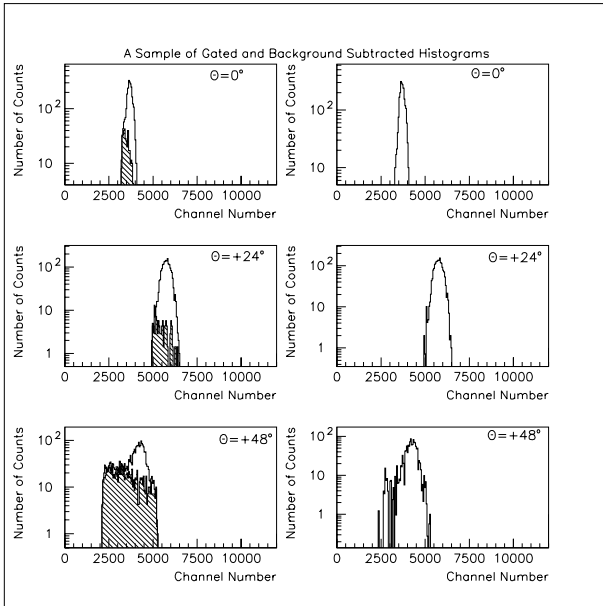 A Sample of Gated and Background Subtracted Histograms
Θ=0°
Number of Counts
10²
10
0 2500 5000 7500 10000
Channel Number
Θ=0°
Number of Counts
10²
10
0 2500 5000 7500 10000
Channel Number
Θ=+24°
Number of Counts
10²
10
1
0 2500 5000 7500 10000
Channel Number
Θ=+24°
Number of Counts
10²
10
1
0 2500 5000 7500 10000
Channel Number
Θ=+48°
Number of Counts
10²
10
1
0 2500 5000 7500 10000
Channel Number
Θ=+48°
Number of Counts
10²
10
1
0 2500 5000 7500 10000
Channel Number